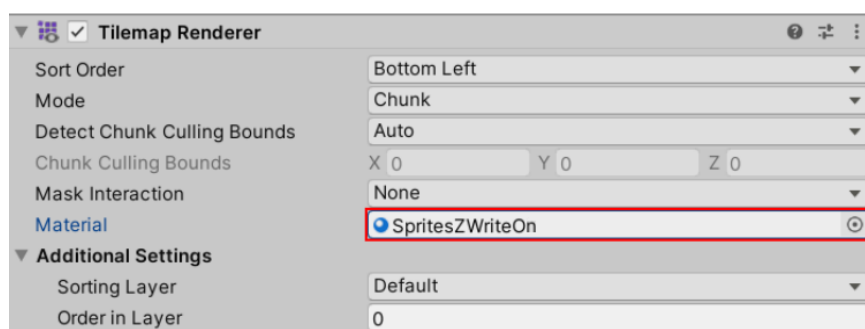 Tilemap Renderer
Sort Order Bottom Left
Mode Chunk
Detect Chunk Culling Bounds Auto
Chunk Culling Bounds X 0 Y 0 Z 0
Mask Interaction None
Material SpritesZWriteOn
Additional Settings
Sorting Layer Default
Order in Layer 0